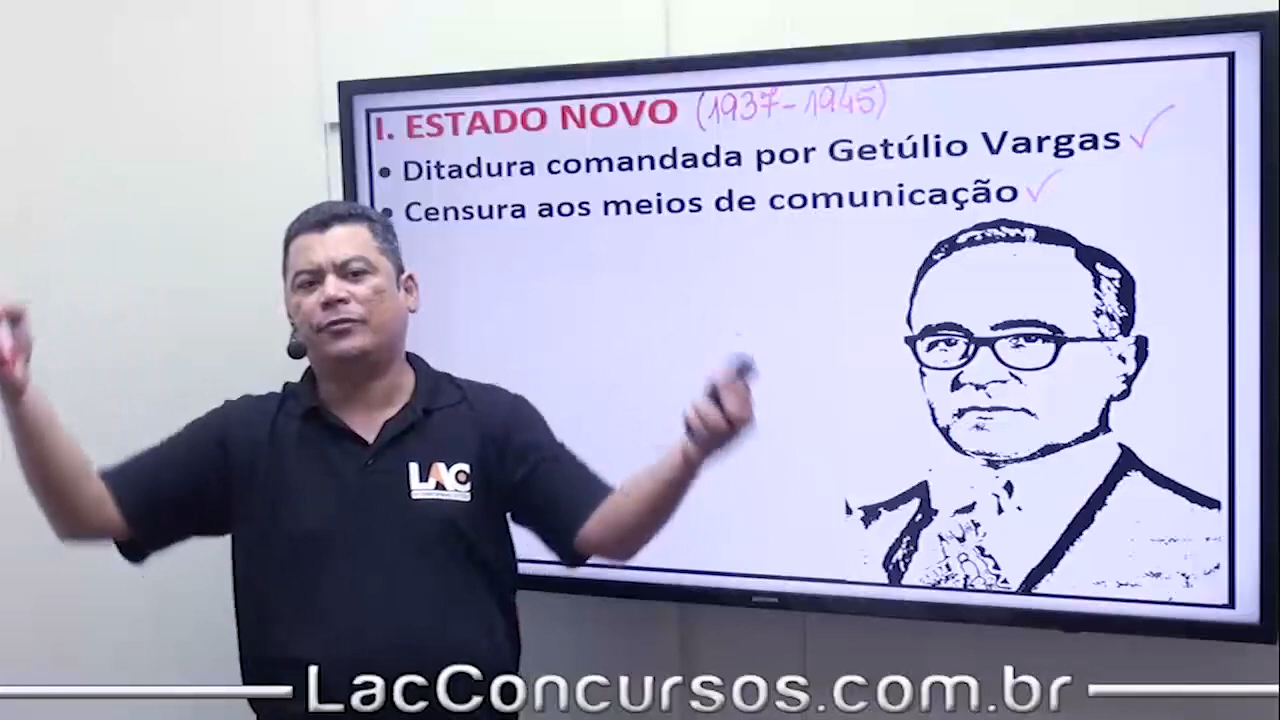 I. ESTADO NOVO (1937-1945)
• Ditadura comandada por Getúlio Vargas ✓
• Censura aos meios de comunicação ✓
LAC
LacConcursos.com.br